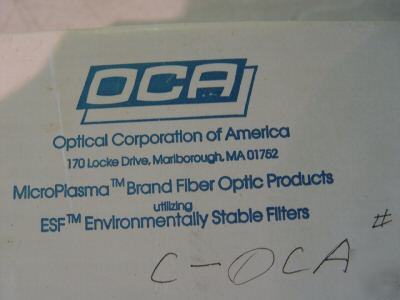 OCA
Optical Corporation of America
170 Locke Drive, Marlborough, MA 01752
MicroPlasma™ Brand Fiber Optic Products
utilizing
ESF™ Environmentally Stable Filters
C-OCA #